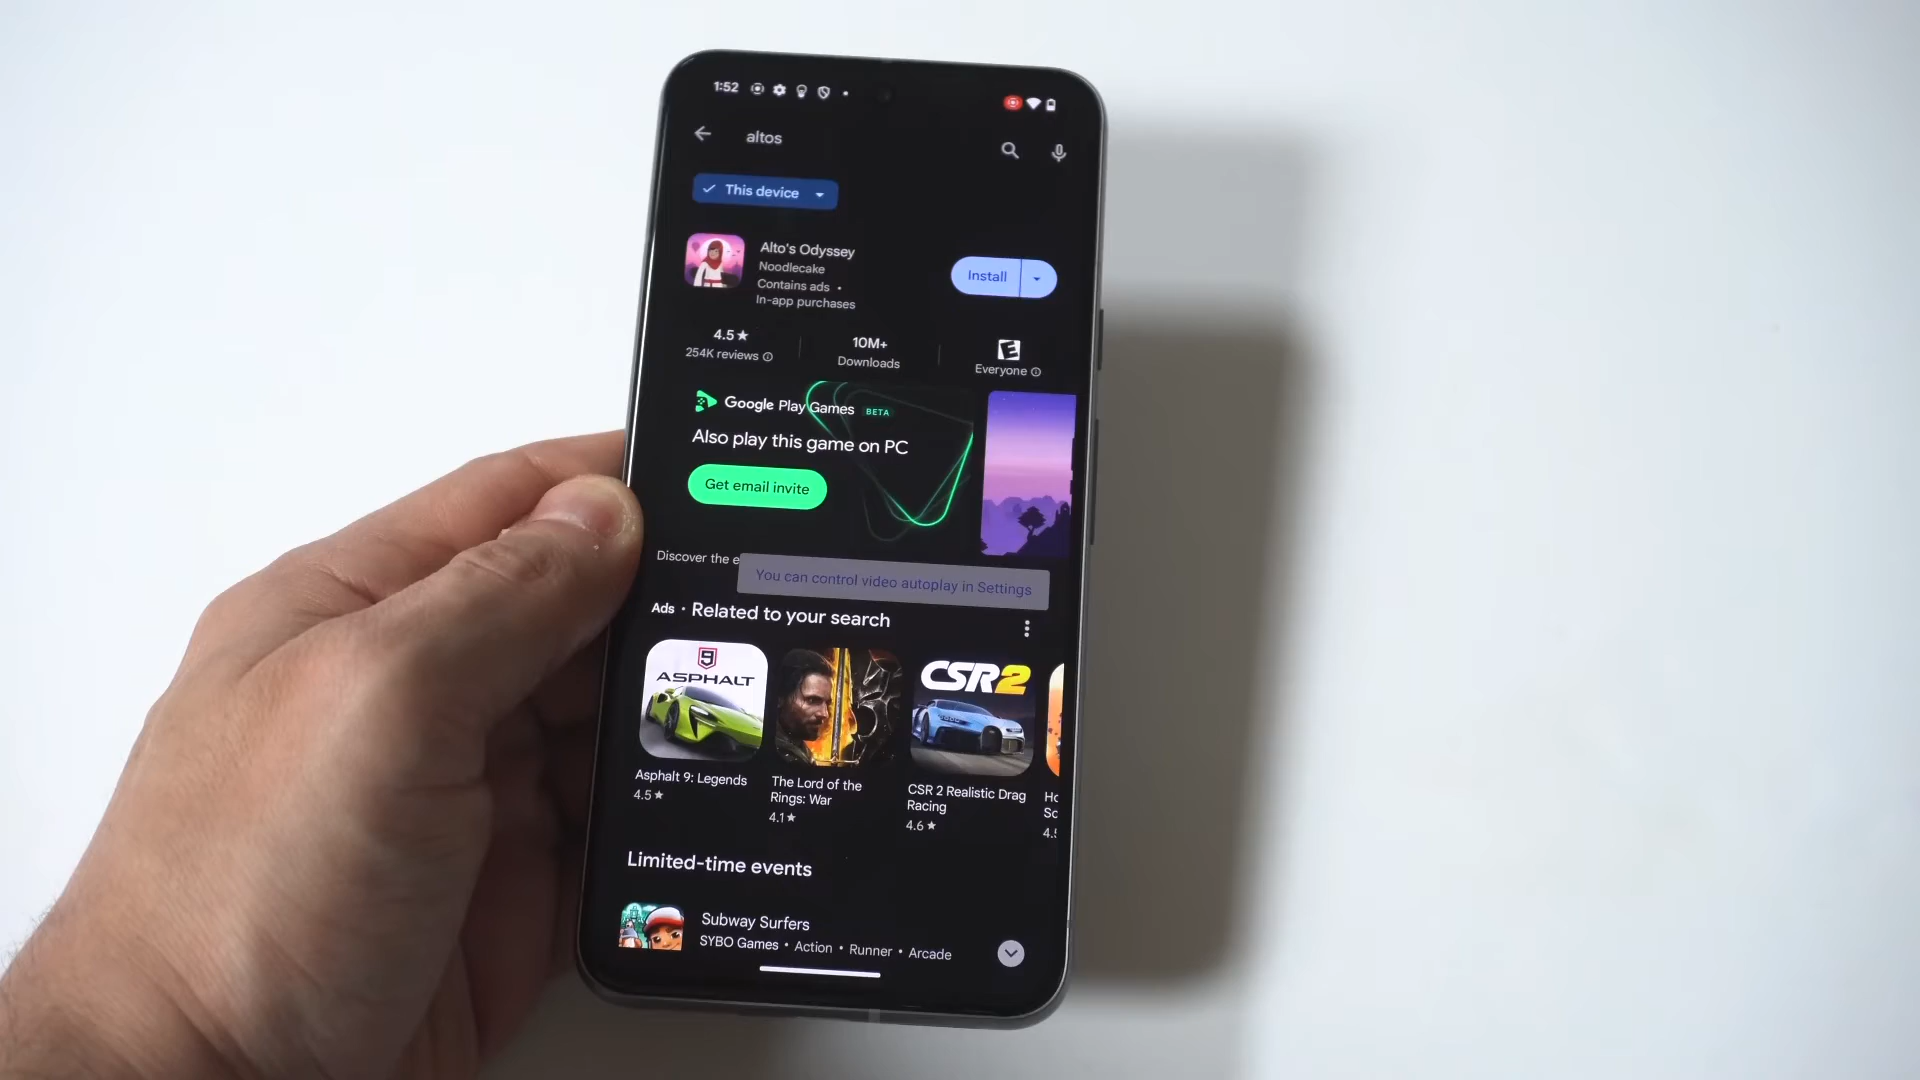 1:52
altos
This device
Alto's Odyssey
Noodlecake
Contains ads •
In-app purchases
Install
4.5★
254K reviews
10M+
Downloads
E
Everyone
Google Play Games BETA
Also play this game on PC
Get email invite
Discover the e
You can control video autoplay in Settings
Ads • Related to your search
9
ASPHALT
CSR2
Asphalt 9: Legends
4.5★
The Lord of the
Rings: War
4.1★
CSR 2 Realistic Drag
Racing
4.6★
Ho
Sc
4.5
Limited-time events
Subway Surfers
SYBO Games • Action • Runner • Arcade